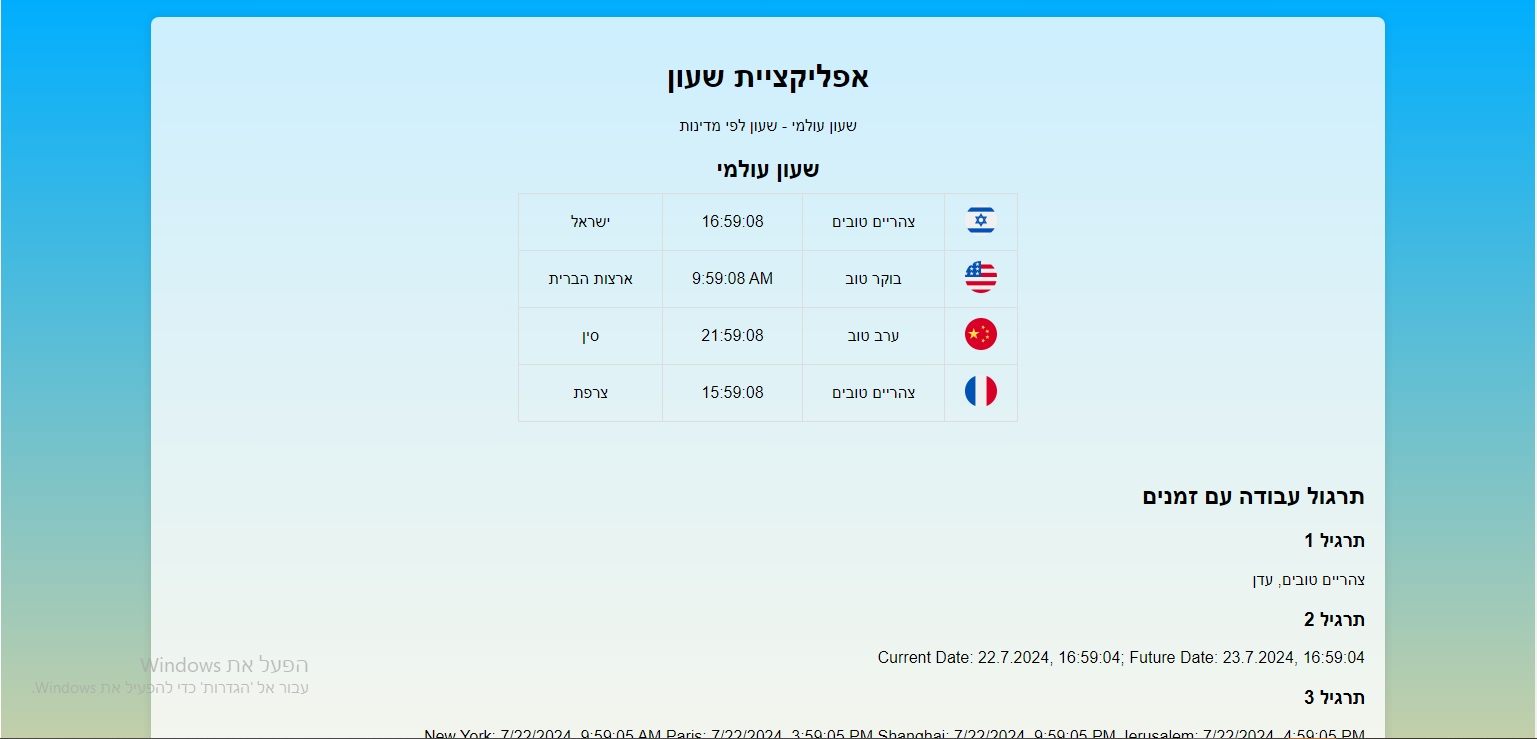 אפליקציית שעון
שעון עולמי - שעון לפי מדינות
שעון עולמי
צהריים טובים 16:59:08 ישראל
בוקר טוב 9:59:08 AM ארצות הברית
ערב טוב 21:59:08 סין
צהריים טובים 15:59:08 צרפת
תרגול עבודה עם זמנים
תרגיל 1
צהריים טובים, עדן
תרגיל 2
Current Date: 22.7.2024, 16:59:04; Future Date: 23.7.2024, 16:59:04
תרגיל 3
New York: 7/22/2024, 9:59:05 AM Paris: 7/22/2024, 3:59:05 PM Shanghai: 7/22/2024, 9:59:05 PM Jerusalem: 7/22/2024, 4:59:05 PM
הפעל את Windows
עבור אל 'הגדרות' כדי להפעיל את Windows.